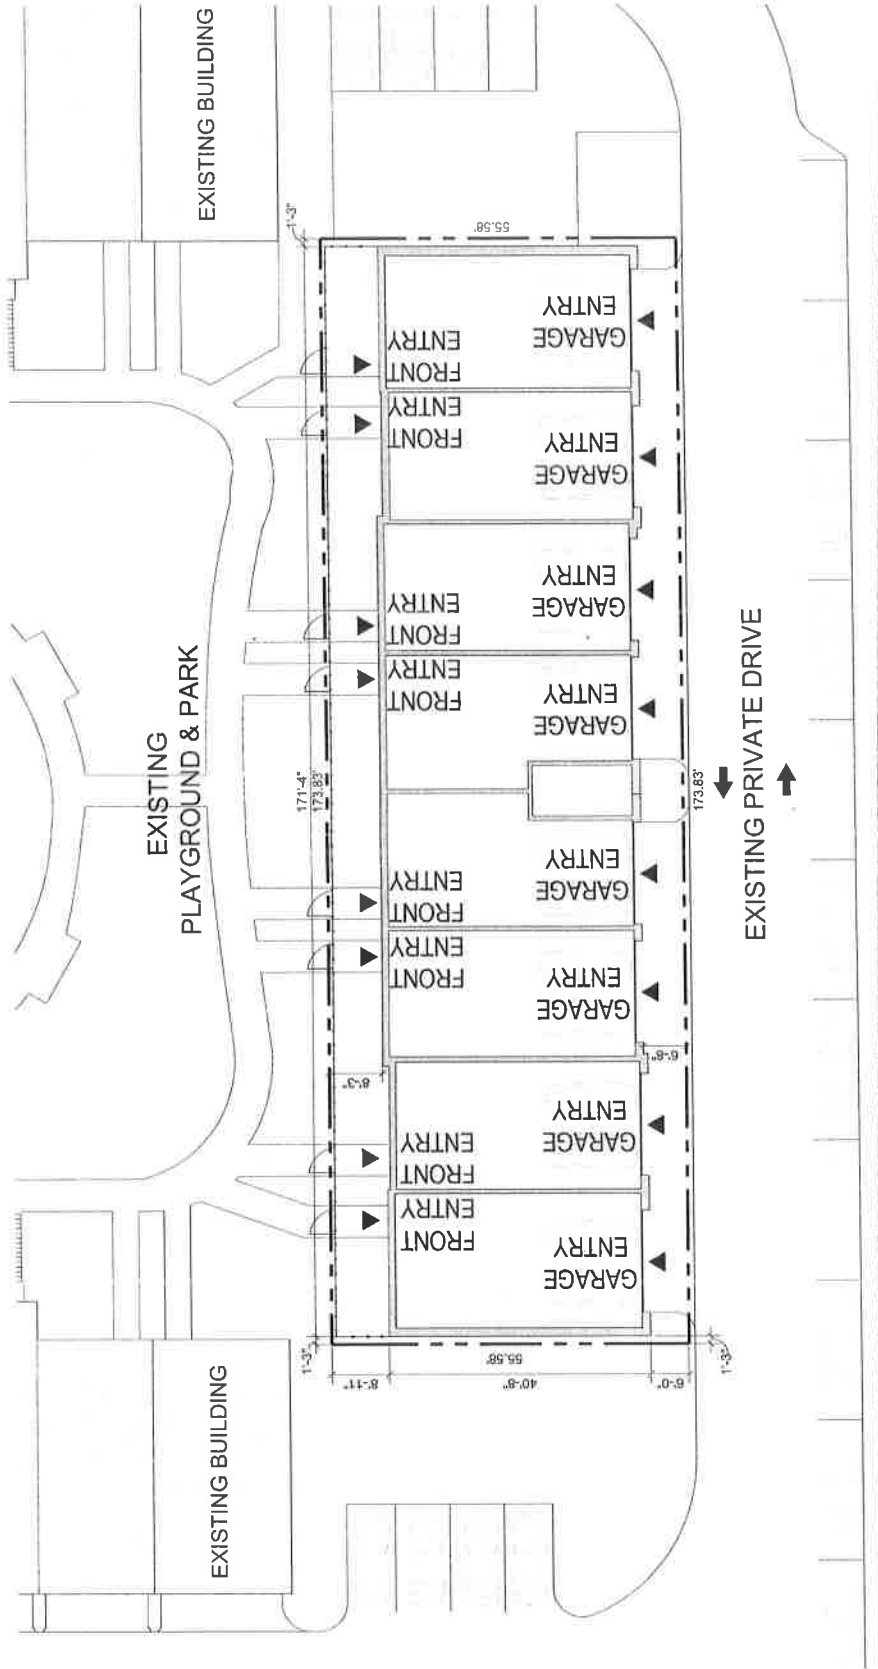 EXISTING BUILDING
1'-3"
55.58'
FRONT
ENTRY
GARAGE
ENTRY
FRONT
ENTRY
GARAGE
ENTRY
FRONT
ENTRY
GARAGE
ENTRY
FRONT
ENTRY
GARAGE
ENTRY
EXISTING
PLAYGROUND & PARK
171'-4"
173.83'
173.83'
EXISTING PRIVATE DRIVE
FRONT
ENTRY
GARAGE
ENTRY
FRONT
ENTRY
GARAGE
ENTRY
8'-3"
6'-8"
FRONT
ENTRY
GARAGE
ENTRY
FRONT
ENTRY
GARAGE
ENTRY
1'-3"
55.58'
1'-3"
8'-11"
40'-8"
6'-0"
EXISTING BUILDING